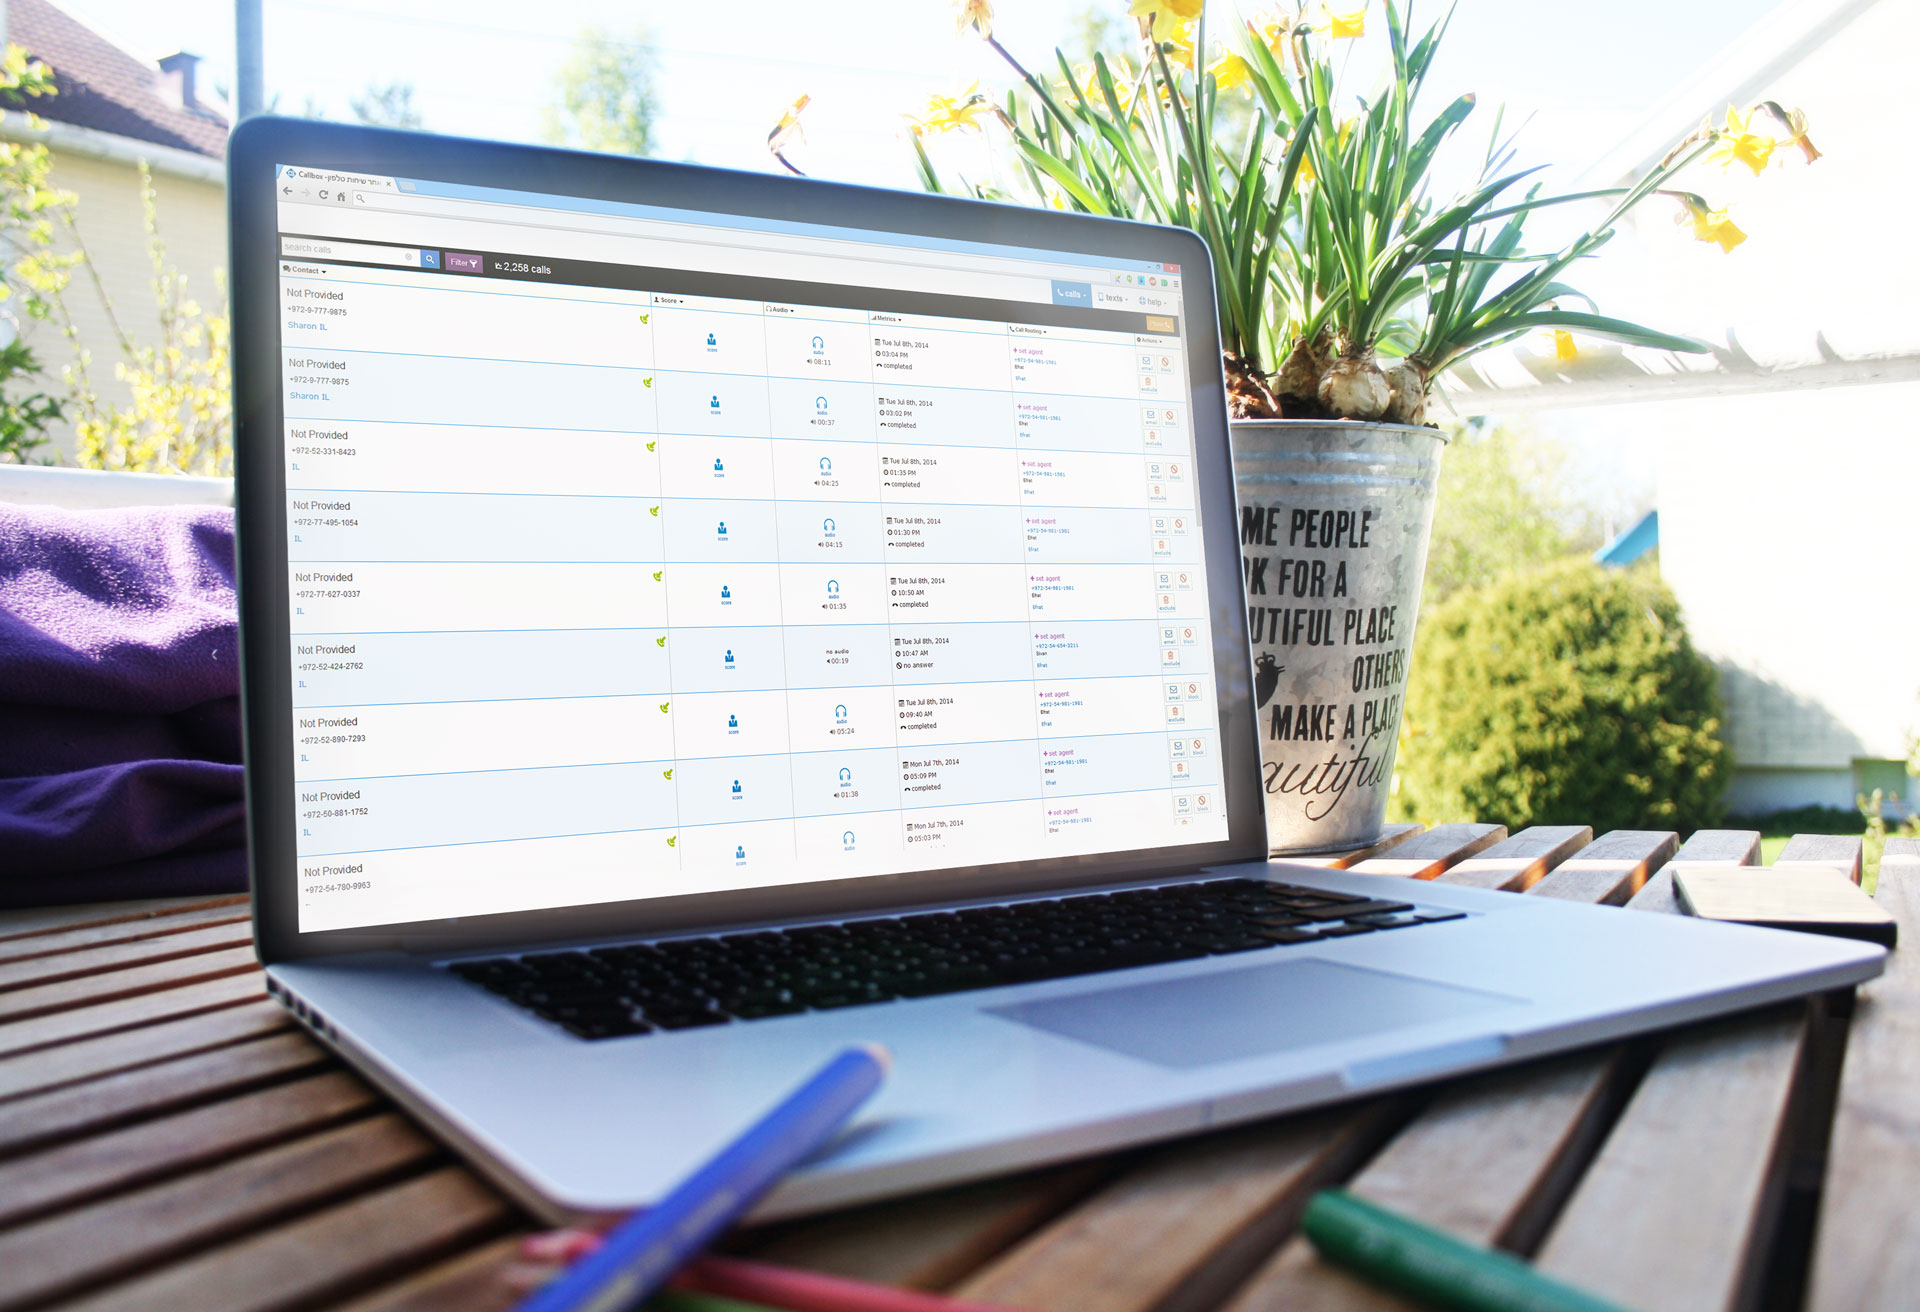 Callbox -אתר שיחות טלפון
search calls
Filter
2,258 calls
calls
texts
help
Contact
Score
Audio
Metrics
Call Routing
Actions
Not Provided
+972-9-777-9875
Sharon IL
score
audio
08:11
Tue Jul 8th, 2014
03:04 PM
completed
set agent
+972-54-981-1981
Efrat
email
block
exclude
Not Provided
+972-9-777-9875
Sharon IL
score
audio
00:37
Tue Jul 8th, 2014
03:02 PM
completed
set agent
+972-54-981-1981
Efrat
email
block
exclude
Not Provided
+972-52-331-8423
IL
score
audio
04:25
Tue Jul 8th, 2014
01:35 PM
completed
set agent
+972-54-981-1981
Efrat
email
block
exclude
Not Provided
+972-77-495-1054
IL
score
audio
04:15
Tue Jul 8th, 2014
01:30 PM
completed
set agent
+972-54-981-1981
Efrat
email
block
exclude
Not Provided
+972-77-627-0337
IL
score
audio
01:35
Tue Jul 8th, 2014
10:50 AM
completed
set agent
+972-54-981-1981
Efrat
email
block
exclude
Not Provided
+972-52-424-2762
IL
score
no audio
00:19
Tue Jul 8th, 2014
10:47 AM
no answer
set agent
+972-54-654-3211
Sivan
Efrat
email
block
exclude
Not Provided
+972-52-890-7293
IL
score
audio
05:24
Tue Jul 8th, 2014
09:40 AM
completed
set agent
+972-54-981-1981
Efrat
email
block
exclude
Not Provided
+972-50-881-1752
IL
score
audio
01:38
Mon Jul 7th, 2014
05:09 PM
completed
set agent
+972-54-981-1981
Efrat
email
block
exclude
Not Provided
+972-54-780-9963
score
audio
Mon Jul 7th, 2014
05:03 PM
set agent
+972-54-981-1981
email
block
ME PEOPLE
K FOR A
UTIFUL PLACE
OTHERS
MAKE A PLAC
autiful